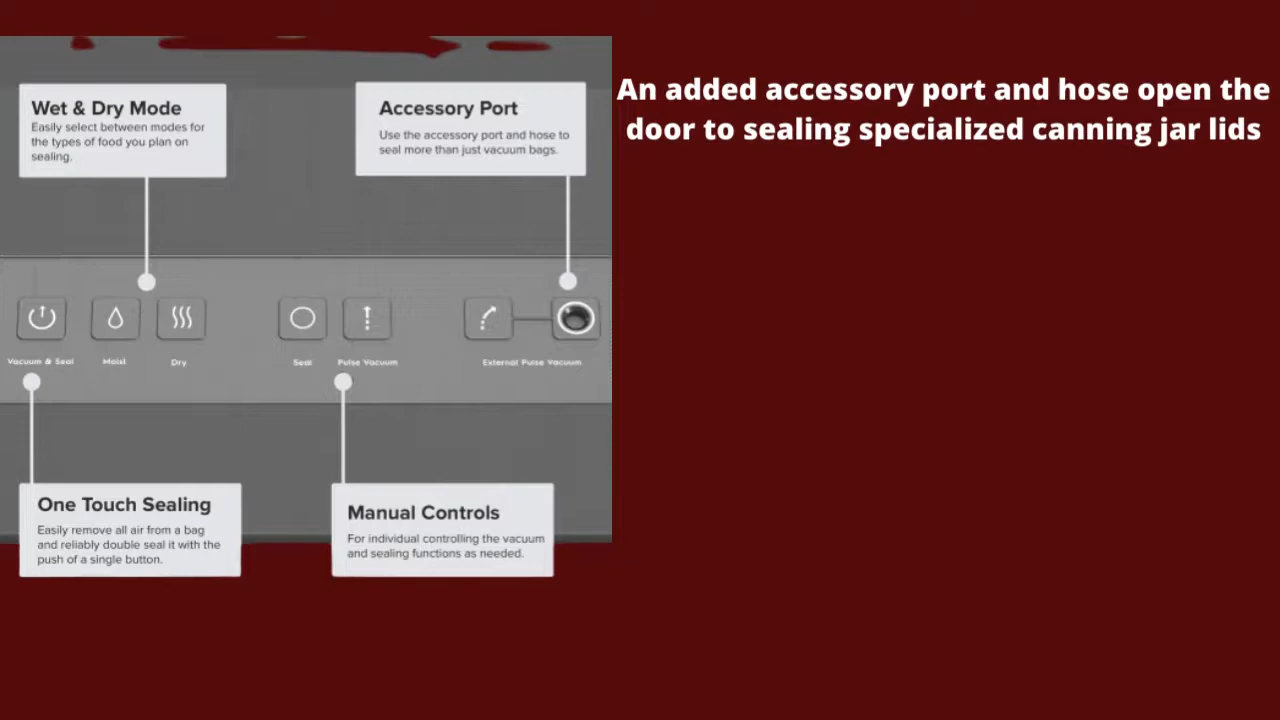 Wet & Dry Mode
Easily select between modes for
the types of food you plan on
sealing.
Accessory Port
Use the accessory port and hose to
seal more than just vacuum bags.
An added accessory port and hose open the
door to sealing specialized canning jar lids
Vacuum & Seal
Moist
Dry
Seal
Pulse Vacuum
External Pulse Vacuum
One Touch Sealing
Easily remove all air from a bag
and reliably double seal it with the
push of a single button.
Manual Controls
For individual controlling the vacuum
and sealing functions as needed.